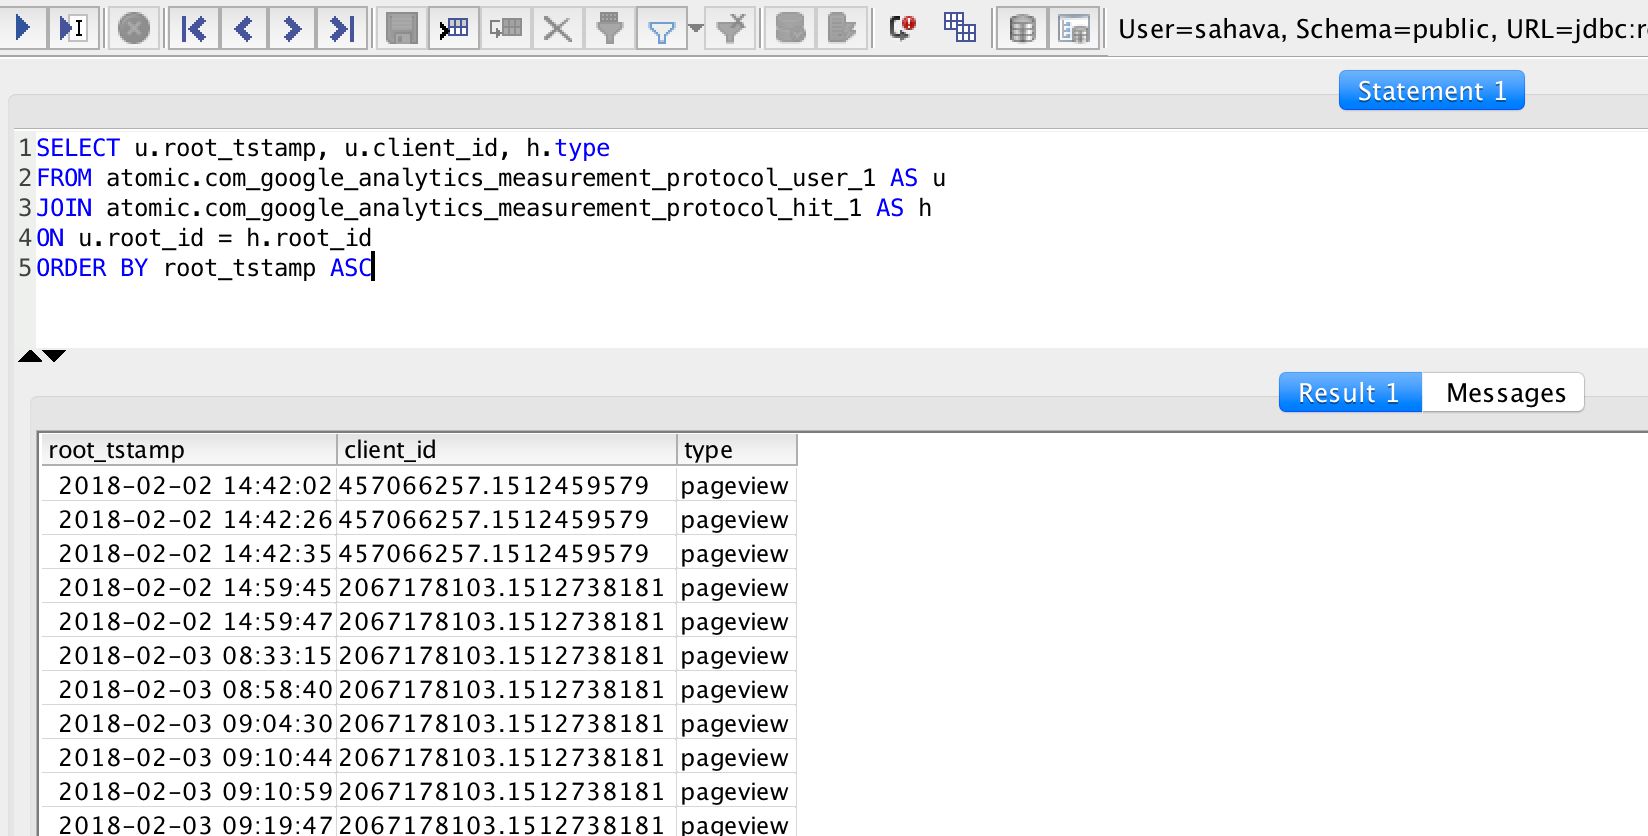 User=sahava, Schema=public, URL=jdbc:r
Statement 1
1 SELECT u.root_tstamp, u.client_id, h.type
2 FROM atomic.com_google_analytics_measurement_protocol_user_1 AS u
3 JOIN atomic.com_google_analytics_measurement_protocol_hit_1 AS h
4 ON u.root_id = h.root_id
5 ORDER BY root_tstamp ASC
Result 1 Messages
root_tstamp client_id type
2018-02-02 14:42:02 457066257.1512459579 pageview
2018-02-02 14:42:26 457066257.1512459579 pageview
2018-02-02 14:42:35 457066257.1512459579 pageview
2018-02-02 14:59:45 2067178103.1512738181 pageview
2018-02-02 14:59:47 2067178103.1512738181 pageview
2018-02-03 08:33:15 2067178103.1512738181 pageview
2018-02-03 08:58:40 2067178103.1512738181 pageview
2018-02-03 09:04:30 2067178103.1512738181 pageview
2018-02-03 09:10:44 2067178103.1512738181 pageview
2018-02-03 09:10:59 2067178103.1512738181 pageview
2018-02-03 09:19:47 2067178103.1512738181 pageview